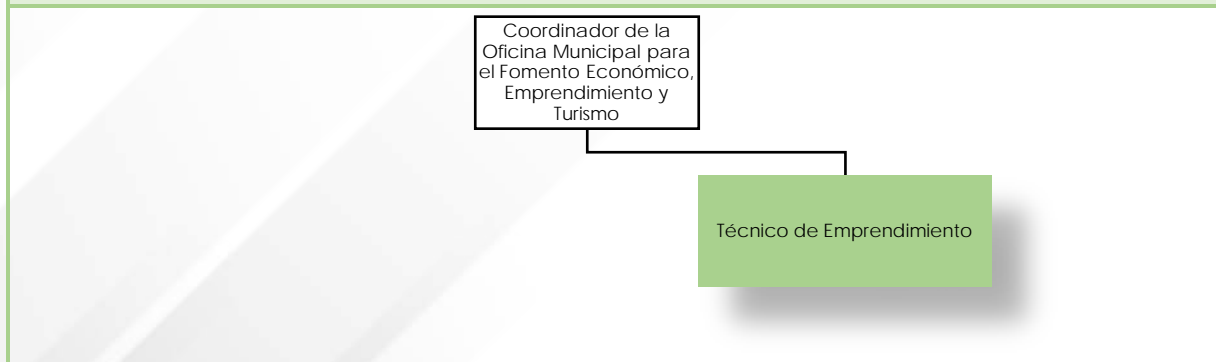 Coordinador de la
Oficina Municipal para
el Fomento Económico,
Emprendimiento y
Turismo
Técnico de Emprendimiento